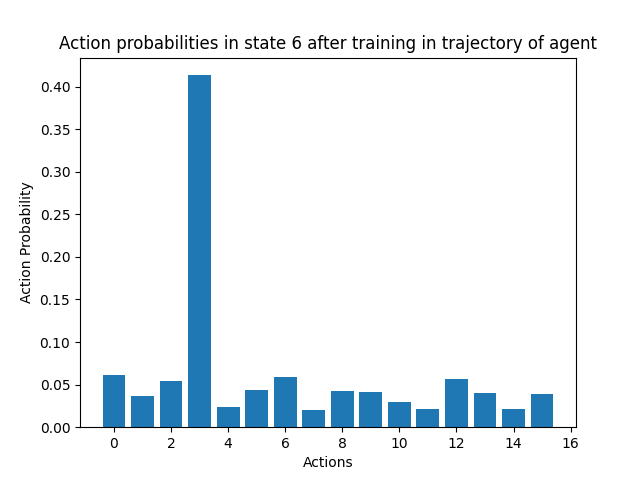 Action probabilities in state 6 after training in trajectory of agent
0.40
0.35
0.30
0.25
0.20
0.15
0.10
0.05
0.00
Action Probability
0 2 4 6 8 10 12 14 16
Actions